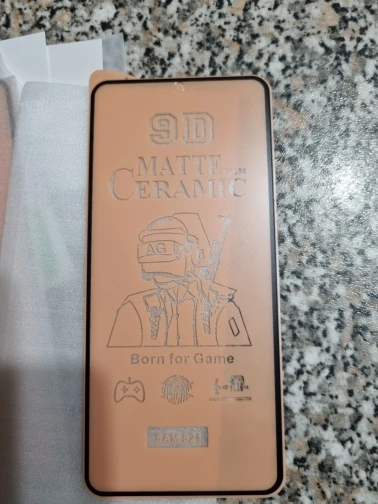 9D
MATTE
CERAMIC
AG
Born for Game